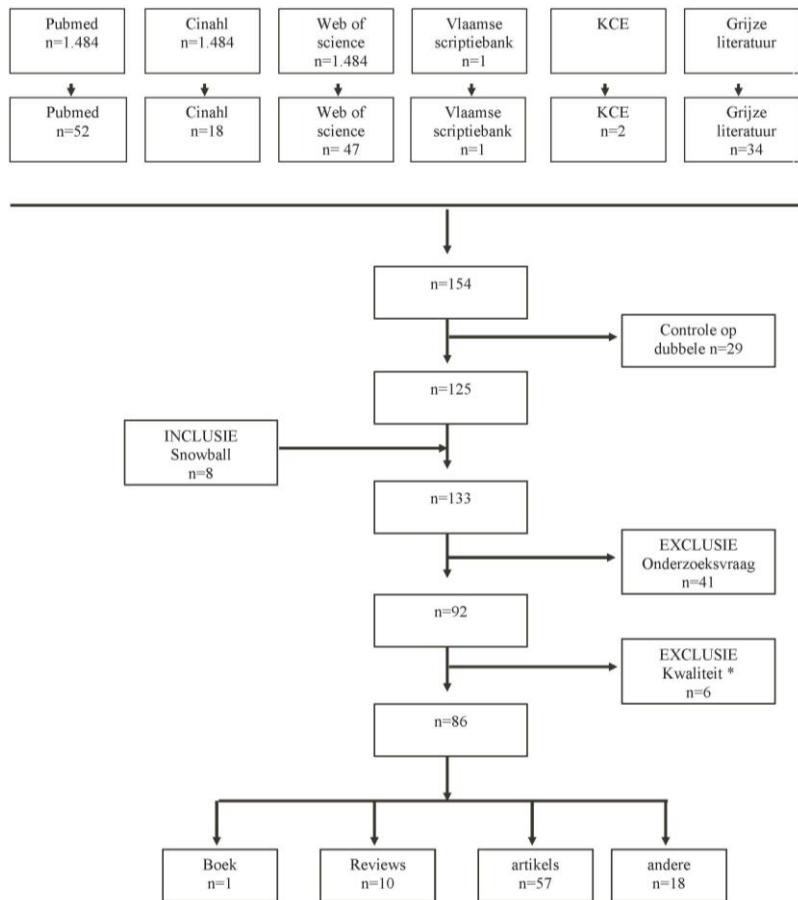 Pubmed
n=1.484
Cinahl
n=1.484
Web of
science
n=1.484
Vlaamse
scriptiebank
n=1
KCE
Grijze
literatuur
Pubmed
n=52
Cinahl
n=18
Web of
science
n= 47
Vlaamse
scriptiebank
n=1
KCE
n=2
Grijze
literatuur
n=34
n=154
Controle op
dubbele n=29
n=125
INCLUSIE
Snowball
n=8
n=133
EXCLUSIE
Onderzoeksvraag
n=41
n=92
EXCLUSIE
Kwaliteit *
n=6
n=86
Boek
n=1
Reviews
n=10
artikels
n=57
andere
n=18